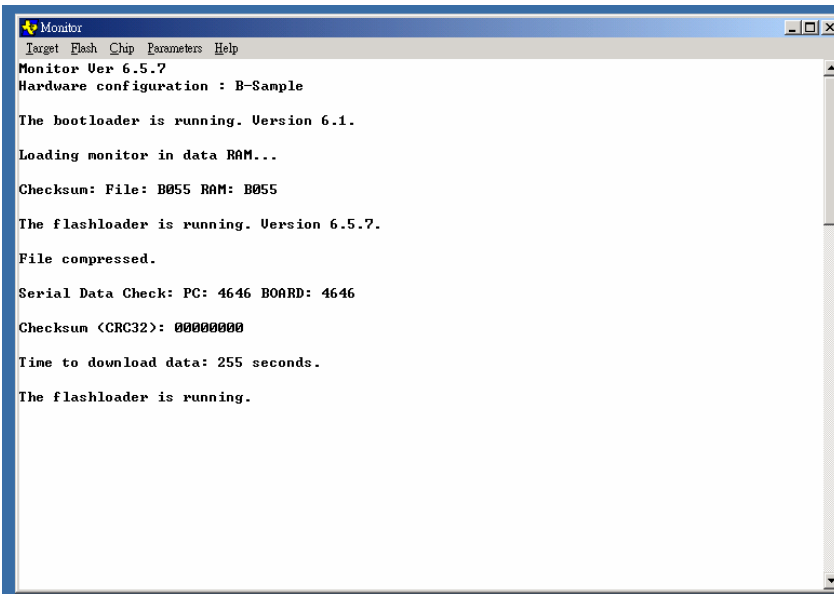 Monitor
Target Flash Chip Parameters Help
Monitor Ver 6.5.7
Hardware configuration : B-Sample
The bootloader is running. Version 6.1.
Loading monitor in data RAM...
Checksum: File: B055 RAM: B055
The flashloader is running. Version 6.5.7.
File compressed.
Serial Data Check: PC: 4646 BOARD: 4646
Checksum (CRC32): 00000000
Time to download data: 255 seconds.
The flashloader is running.